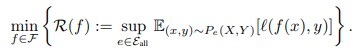 min_{f∈ℱ} { ℛ(f) := sup_{e∈ℰ_all} 𝔼_{(x,y)∼P_e(X,Y)}[ℓ(f(x), y)] } .